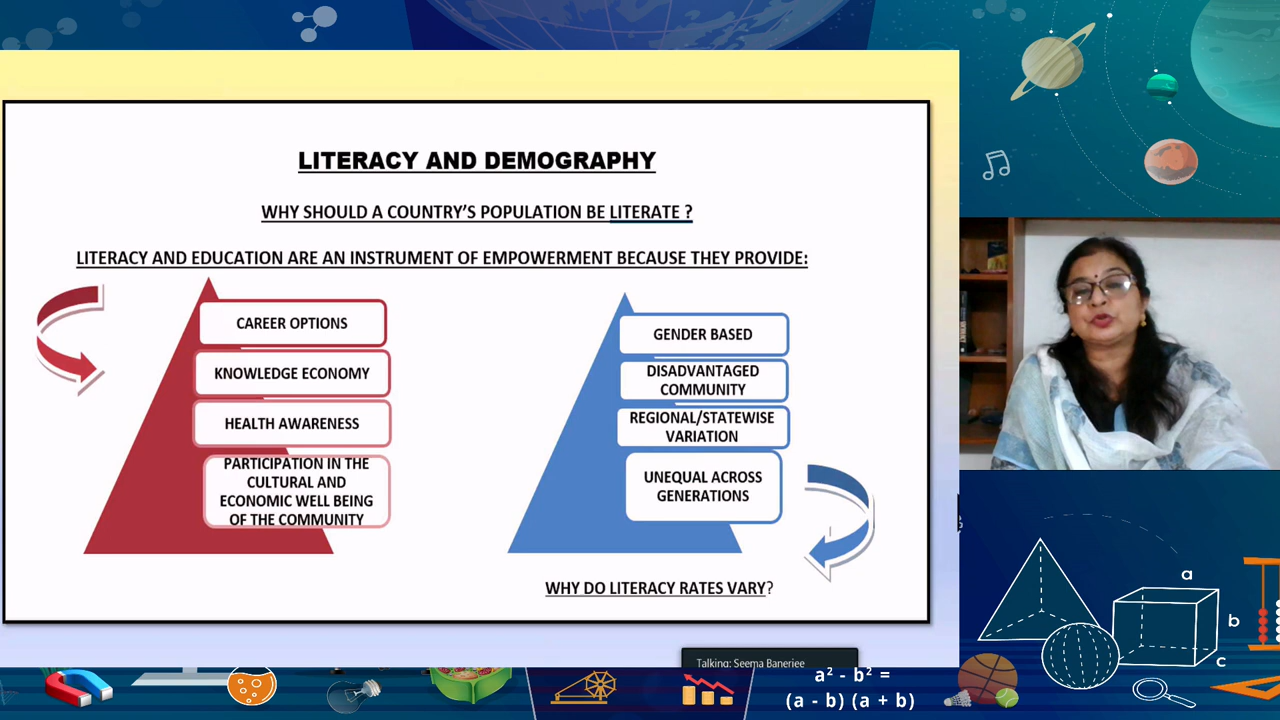 LITERACY AND DEMOGRAPHY
WHY SHOULD A COUNTRY'S POPULATION BE LITERATE ?
LITERACY AND EDUCATION ARE AN INSTRUMENT OF EMPOWERMENT BECAUSE THEY PROVIDE:
CAREER OPTIONS
KNOWLEDGE ECONOMY
HEALTH AWARENESS
PARTICIPATION IN THE
CULTURAL AND
ECONOMIC WELL BEING
OF THE COMMUNITY
GENDER BASED
DISADVANTAGED
COMMUNITY
REGIONAL/STATEWISE
VARIATION
UNEQUAL ACROSS
GENERATIONS
WHY DO LITERACY RATES VARY?
Talking: Seema Banerjee
a
b
c
a² - b² =
(a - b) (a + b)